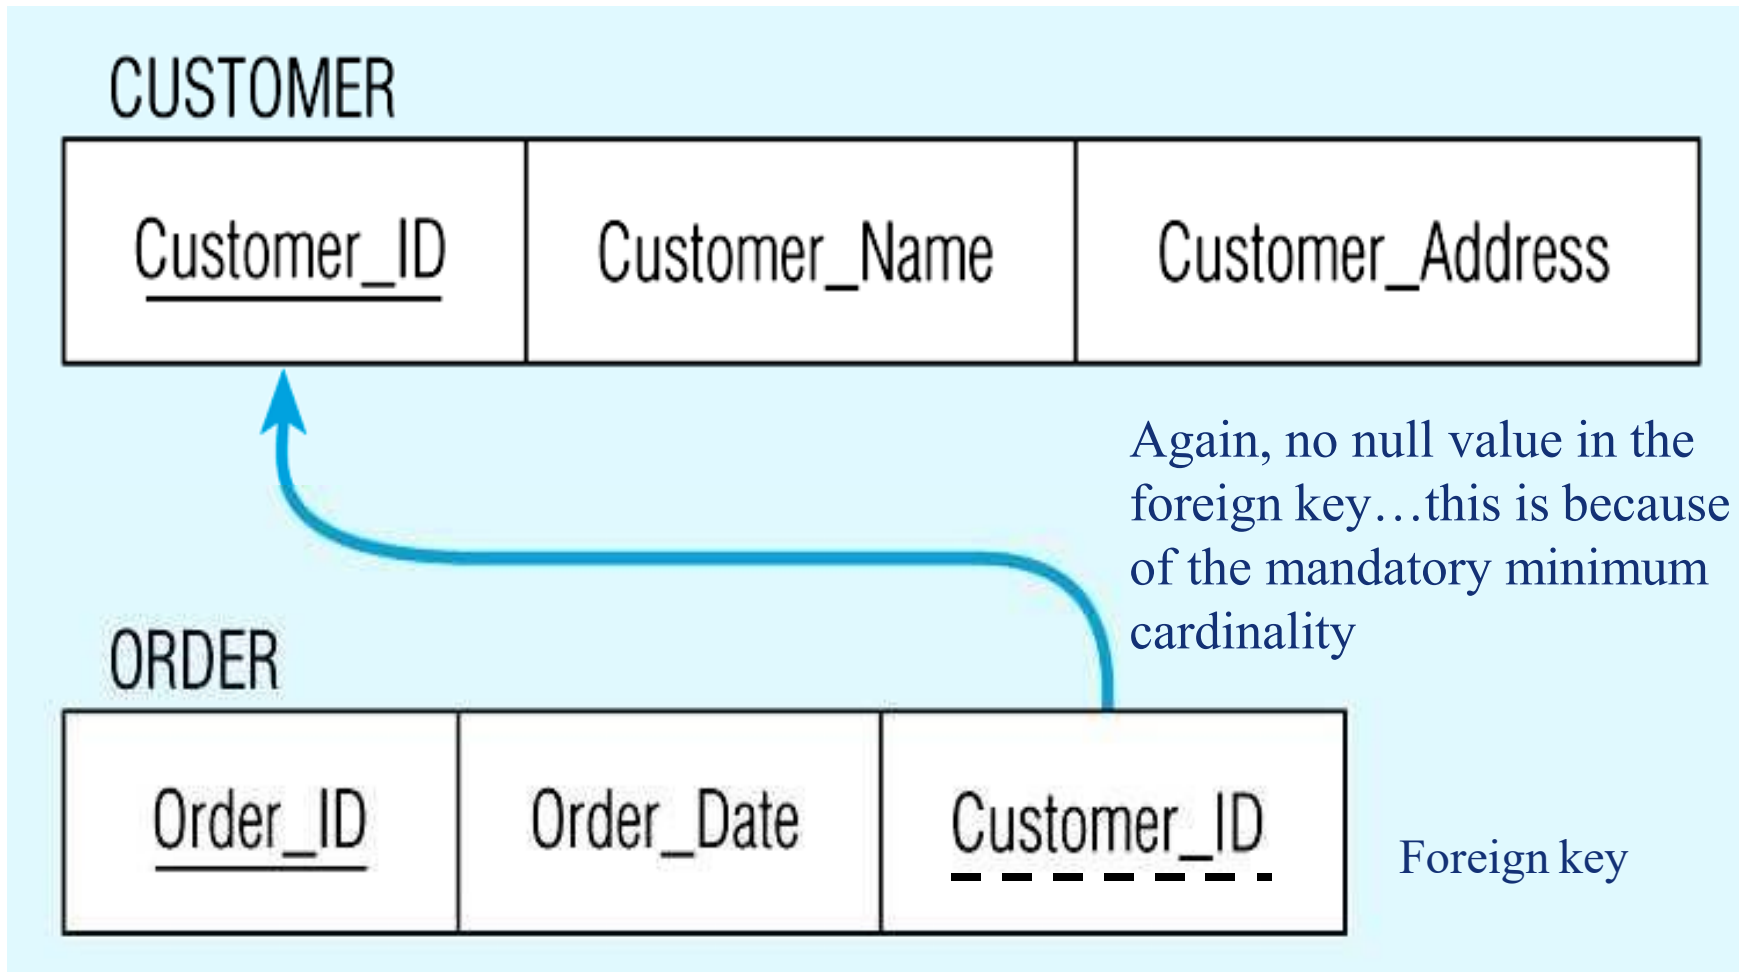 CUSTOMER
Customer_ID Customer_Name Customer_Address
Again, no null value in the
foreign key…this is because
of the mandatory minimum
cardinality
ORDER
Order_ID Order_Date Customer_ID
Foreign key